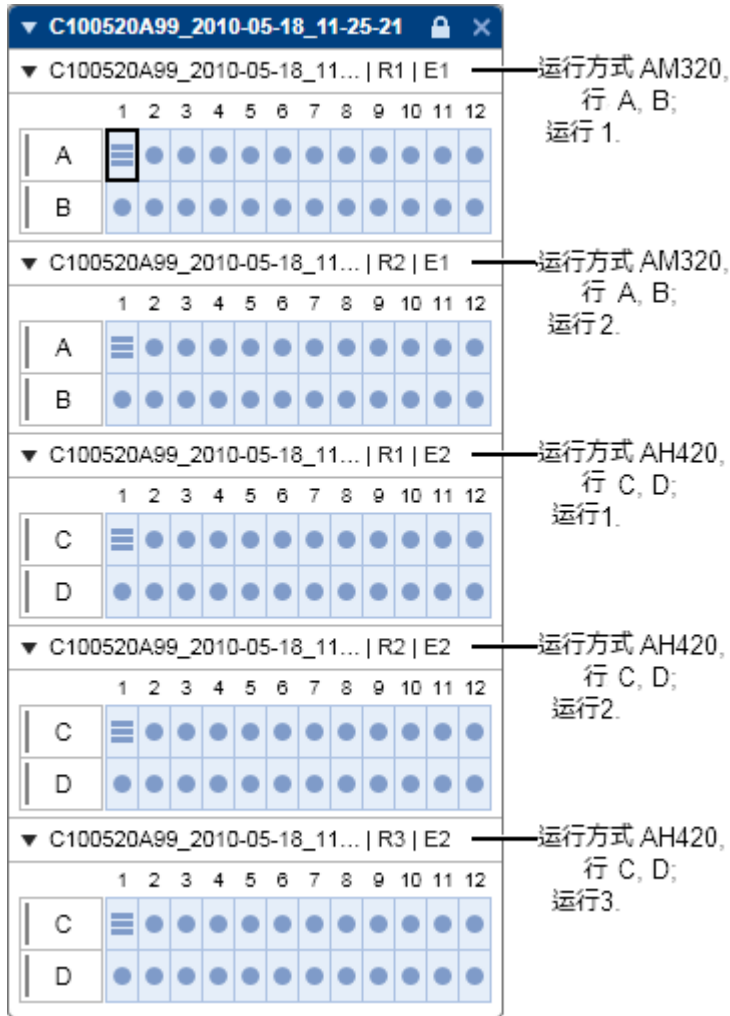 ▼ C100520A99_2010-05-18_11-25-21
▼ C100520A99_2010-05-18_11... | R1 | E1
运行方式 AM320,
行 A, B;
运行 1.
1 2 3 4 5 6 7 8 9 10 11 12
A
B
▼ C100520A99_2010-05-18_11... | R2 | E1
运行方式 AM320,
行 A, B;
运行2.
1 2 3 4 5 6 7 8 9 10 11 12
A
B
▼ C100520A99_2010-05-18_11... | R1 | E2
运行方式 AH420,
行 C, D;
运行1.
1 2 3 4 5 6 7 8 9 10 11 12
C
D
▼ C100520A99_2010-05-18_11... | R2 | E2
运行方式 AH420,
行 C, D;
运行2.
1 2 3 4 5 6 7 8 9 10 11 12
C
D
▼ C100520A99_2010-05-18_11... | R3 | E2
运行方式 AH420,
行 C, D;
运行3.
1 2 3 4 5 6 7 8 9 10 11 12
C
D